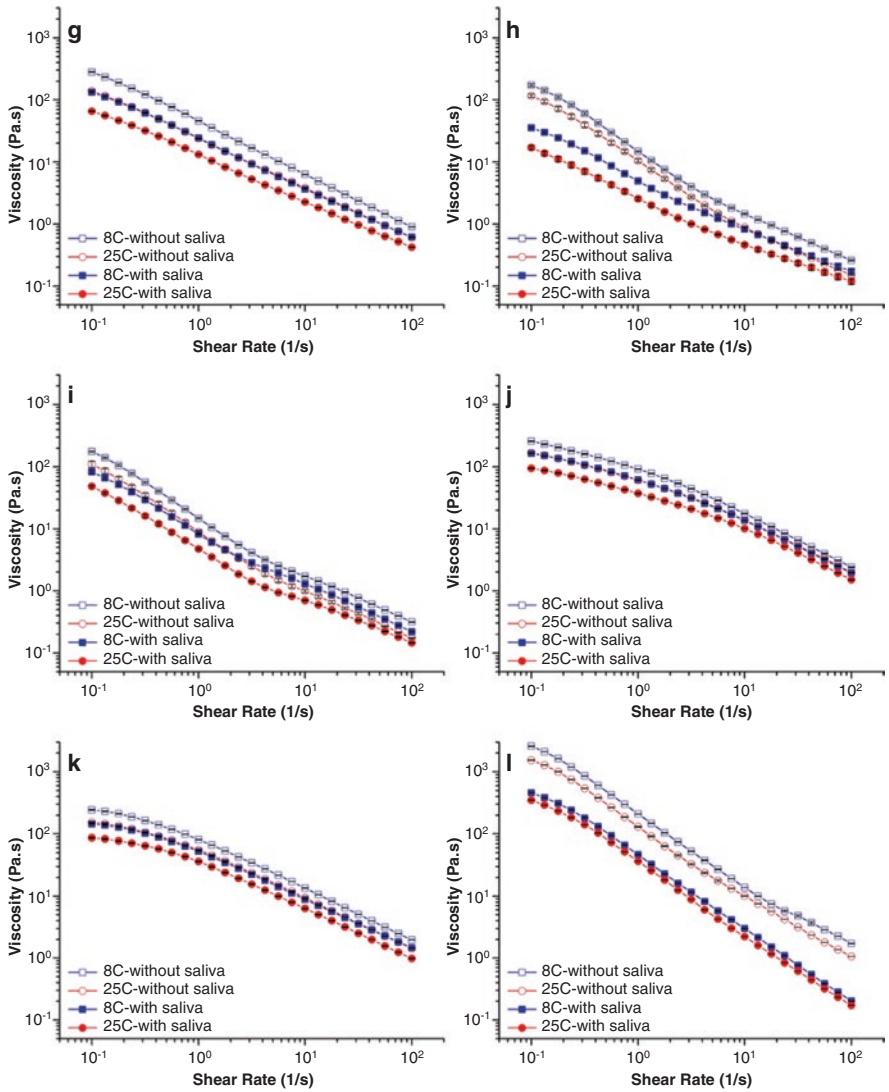 g
10³
10²
10¹
10⁰
10⁻¹
Viscosity (Pa.s)
8C-without saliva
25C-without saliva
8C-with saliva
25C-with saliva
10⁻¹ 10⁰ 10¹ 10²
Shear Rate (1/s)
h
10³
10²
10¹
10⁰
10⁻¹
Viscosity (Pa.s)
8C-without saliva
25C-without saliva
8C-with saliva
25C-with saliva
10⁻¹ 10⁰ 10¹ 10²
Shear Rate (1/s)
i
10³
10²
10¹
10⁰
10⁻¹
Viscosity (Pa.s)
8C-without saliva
25C-without saliva
8C-with saliva
25C-with saliva
10⁻¹ 10⁰ 10¹ 10²
Shear Rate (1/s)
j
10³
10²
10¹
10⁰
10⁻¹
Viscosity (Pa.s)
8C-without saliva
25C-without saliva
8C-with saliva
25C-with saliva
10⁻¹ 10⁰ 10¹ 10²
Shear Rate (1/s)
k
10³
10²
10¹
10⁰
10⁻¹
Viscosity (Pa.s)
8C-without saliva
25C-without saliva
8C-with saliva
25C-with saliva
10⁻¹ 10⁰ 10¹ 10²
Shear Rate (1/s)
l
10³
10²
10¹
10⁰
10⁻¹
Viscosity (Pa.s)
8C-without saliva
25C-without saliva
8C-with saliva
25C-with saliva
10⁻¹ 10⁰ 10¹ 10²
Shear Rate (1/s)